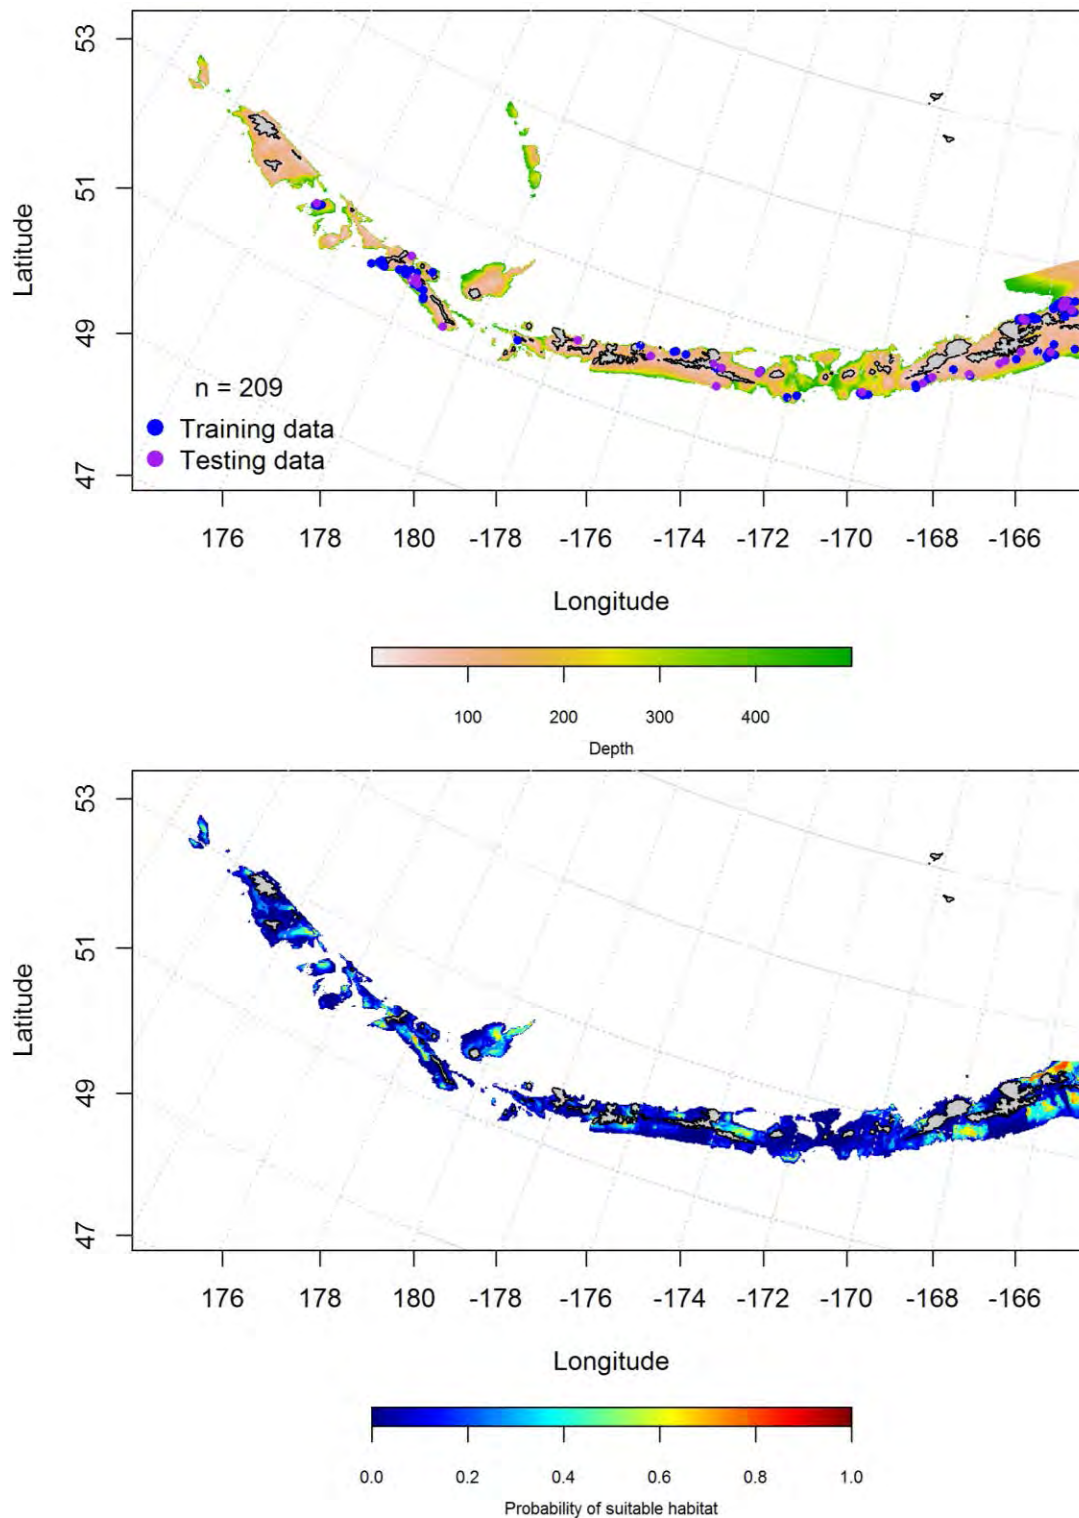 53
51
49
47
Latitude
n = 209
Training data
Testing data
176 178 180 -178 -176 -174 -172 -170 -168 -166
Longitude
100 200 300 400
Depth
53
51
49
47
Latitude
176 178 180 -178 -176 -174 -172 -170 -168 -166
Longitude
0.0 0.2 0.4 0.6 0.8 1.0
Probability of suitable habitat